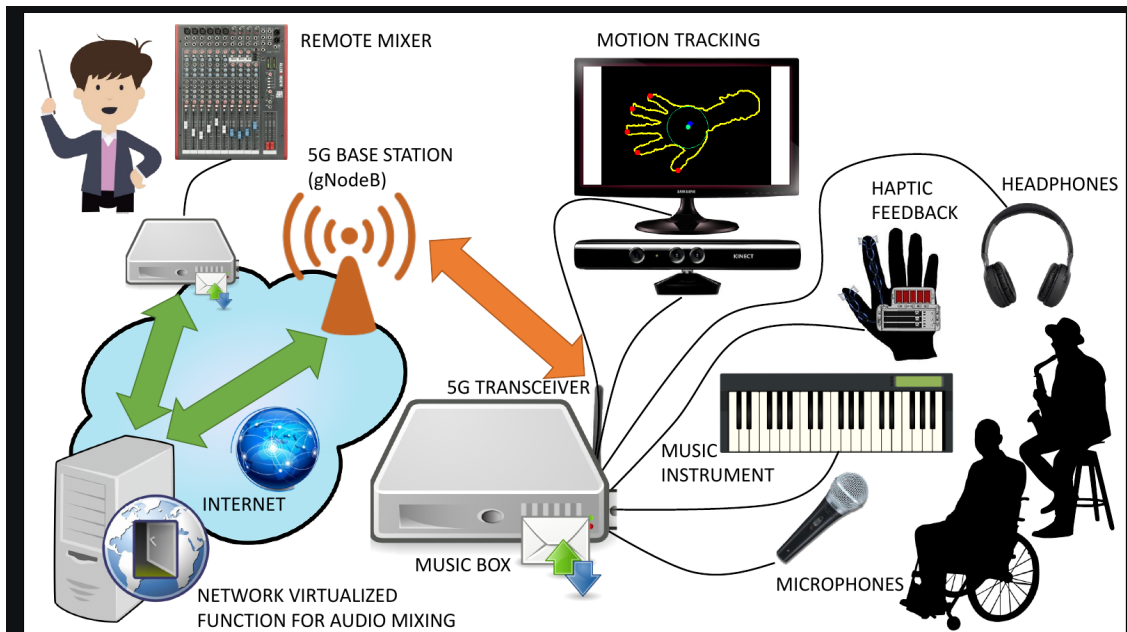 REMOTE MIXER
MOTION TRACKING
5G BASE STATION
(gNodeB)
SAMSUNG
HAPTIC
FEEDBACK
HEADPHONES
KINECT
5G TRANSCEIVER
MUSIC
INSTRUMENT
INTERNET
MUSIC BOX
MICROPHONES
NETWORK VIRTUALIZED
FUNCTION FOR AUDIO MIXING